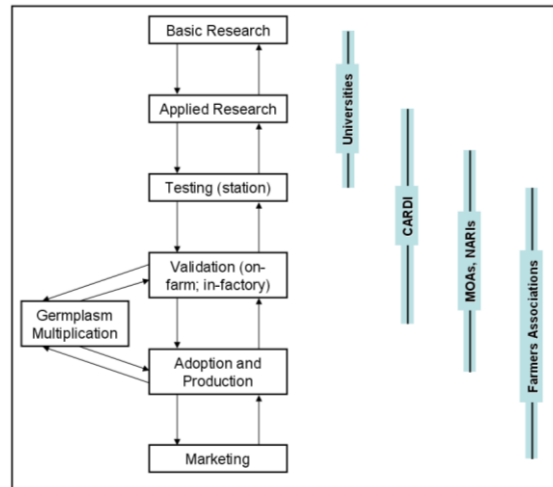 Basic Research
Applied Research
Testing (station)
Validation (on-
farm; in-factory)
Germplasm
Multiplication
Adoption and
Production
Marketing
Universities
CARDI
MOAs, NARIs
Farmers Associations